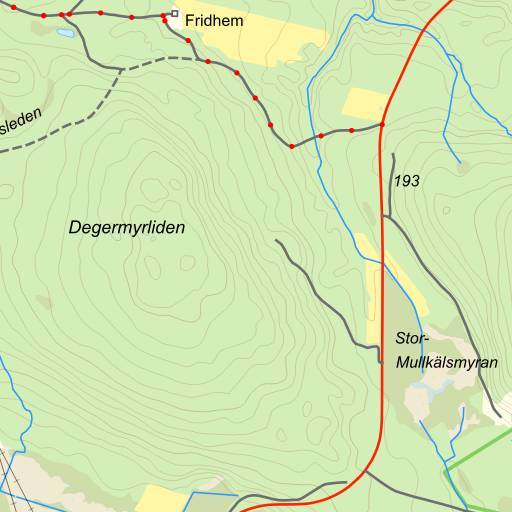 Fridhem
sleden
193
Degermyrliden
Stor-
Mullkälsmyran